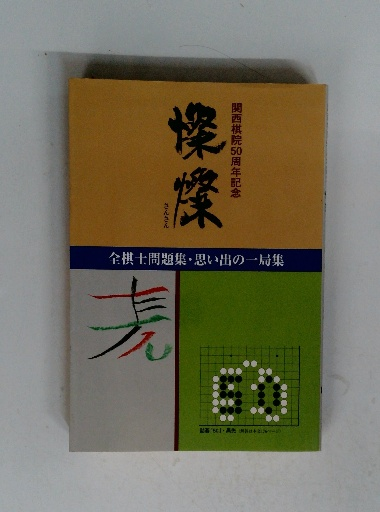 関西棋院50周年記念
燦燦
さんさん
全棋士問題集・思い出の一局集